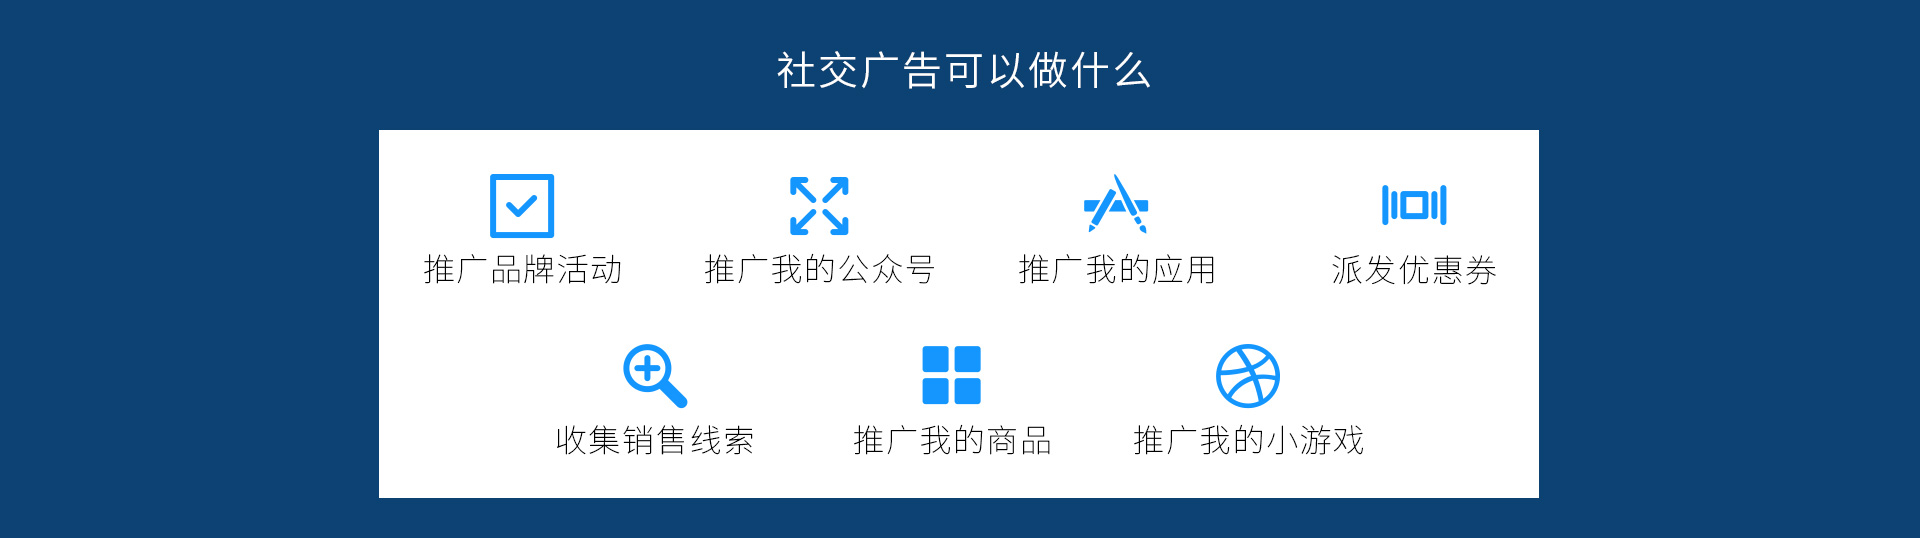 社交广告可以做什么
推广品牌活动
推广我的公众号
推广我的应用
派发优惠券
收集销售线索
推广我的商品
推广我的小游戏